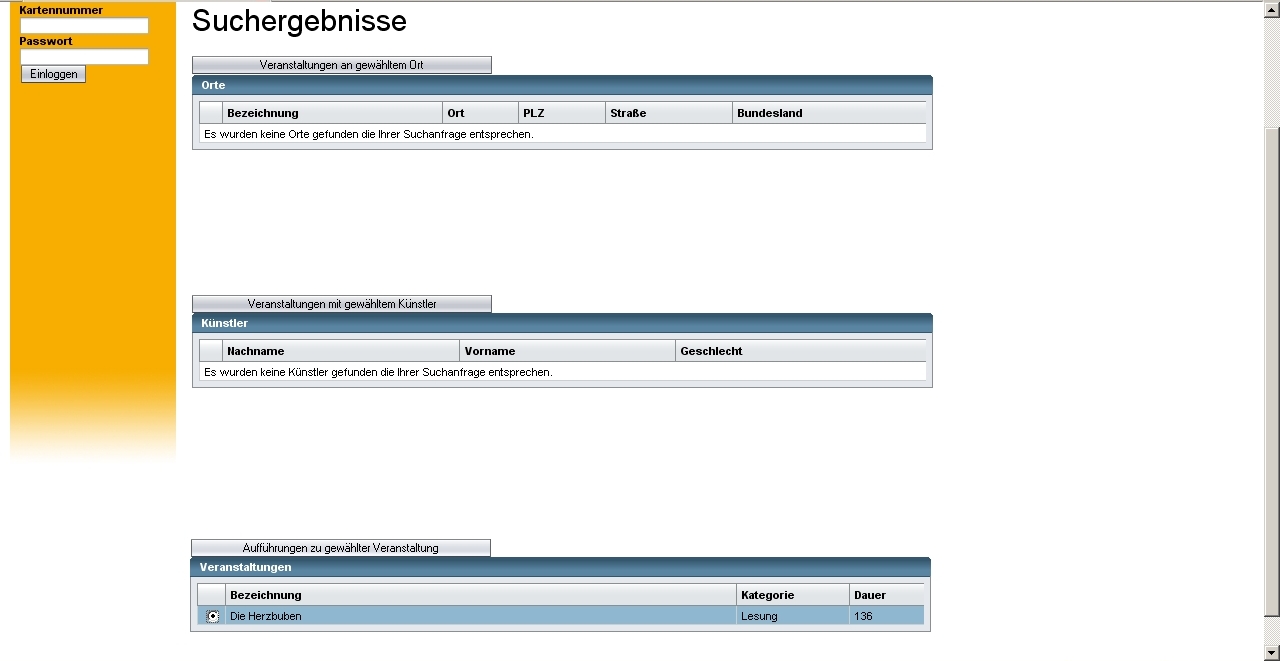 Kartennummer
Passwort
Einloggen
Suchergebnisse
Veranstaltungen an gewähltem Ort
Orte
Bezeichnung Ort PLZ Straße Bundesland
Es wurden keine Orte gefunden die Ihrer Suchanfrage entsprechen.
Veranstaltungen mit gewähltem Künstler
Künstler
Nachname Vorname Geschlecht
Es wurden keine Künstler gefunden die Ihrer Suchanfrage entsprechen.
Aufführungen zu gewählter Veranstaltung
Veranstaltungen
Bezeichnung Kategorie Dauer
Die Herzbuben Lesung 136